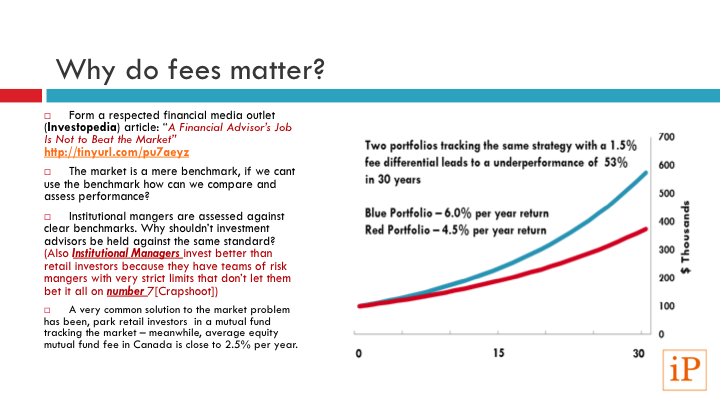 Why do fees matter?
Form a respected financial media outlet
(Investopedia) article: “A Financial Advisor's Job
Is Not to Beat the Market”
http://tinyurl.com/pu7aeyz
The market is a mere benchmark, if we cant
use the benchmark how can we compare and
assess performance?
Institutional mangers are assessed against
clear benchmarks. Why shouldn't investment
advisors be held against the same standard?
(Also Institutional Managers invest better than
retail investors because they have teams of risk
mangers with very strict limits that don't let them
bet it all on number 7[Crapshoot])
A very common solution to the market problem
has been, park retail investors in a mutual fund
tracking the market – meanwhile, average equity
mutual fund fee in Canada is close to 2.5% per year.
Two portfolios tracking the same strategy with a 1.5%
fee differential leads to a underperformance of 53%
in 30 years
Blue Portfolio – 6.0% per year return
Red Portfolio – 4.5% per year return
700
600
500
400
300
200
100
0
$ Thousands
0 15 30
iP